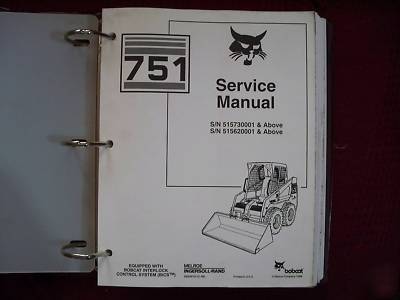 751
Service
Manual
S/N 515730001 & Above
S/N 515620001 & Above
EQUIPPED WITH
BOBCAT INTERLOCK
CONTROL SYSTEM (BICS™)
MELROE
INGERSOLL-RAND
bobcat